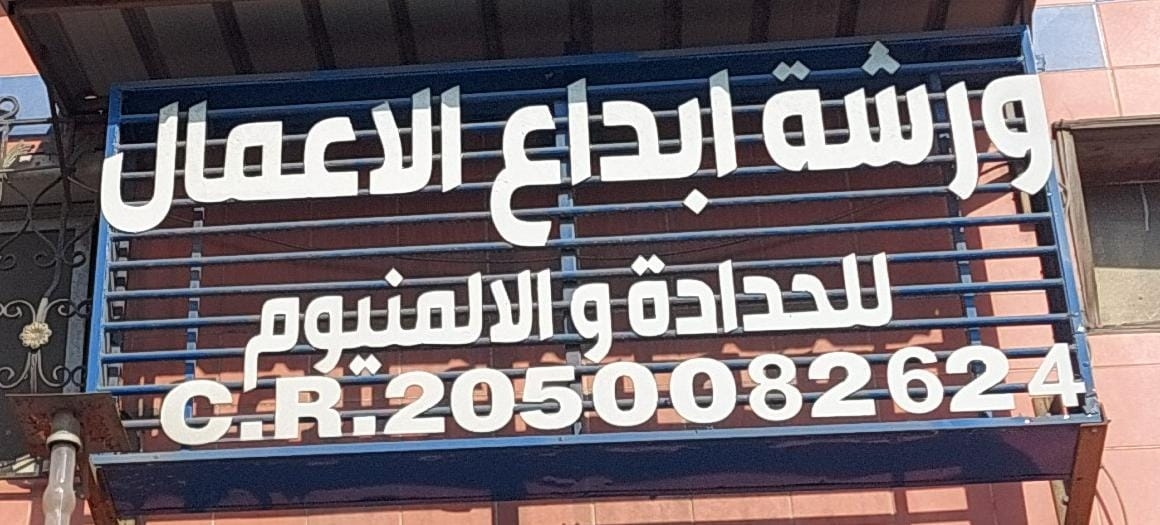 ورشة ابداع الاعمال
للحدادة و الالمنيوم
C.R.2050082624